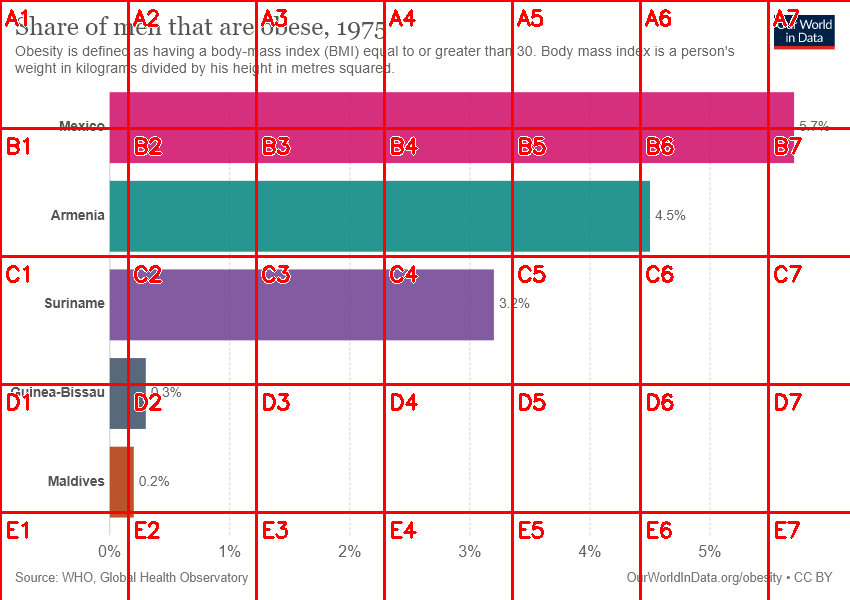 Share of men that are obese, 1975
Our World
in Data
Obesity is defined as having a body-mass index (BMI) equal to or greater than 30. Body mass index is a person's
weight in kilograms divided by his height in metres squared.
A1 A2 A3 A4 A5 A6 A7
Mexico 5.7%
B1 B2 B3 B4 B5 B6 B7
Armenia 4.5%
C1 C2 C3 C4 C5 C6 C7
Suriname 3.2%
Guinea-Bissau 0.3%
D1 D2 D3 D4 D5 D6 D7
Maldives 0.2%
E1 E2 E3 E4 E5 E6 E7
0% 1% 2% 3% 4% 5%
Source: WHO, Global Health Observatory
OurWorldInData.org/obesity • CC BY